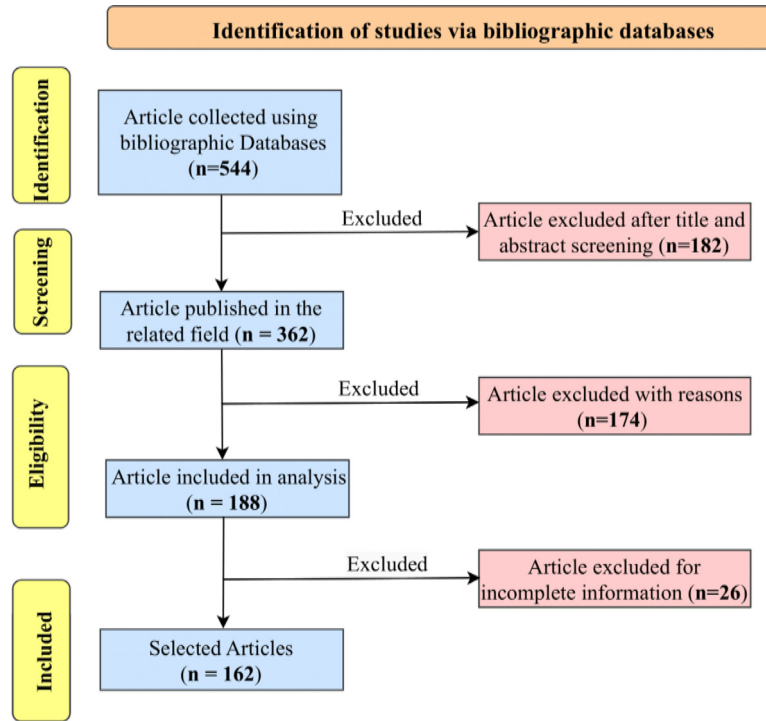 Identification of studies via bibliographic databases
Identification
Article collected using
bibliographic Databases
(n=544)
Excluded
Article excluded after title and
abstract screening (n=182)
Screening
Article published in the
related field (n = 362)
Excluded
Article excluded with reasons
(n=174)
Eligibility
Article included in analysis
(n = 188)
Excluded
Article excluded for
incomplete information (n=26)
Included
Selected Articles
(n = 162)